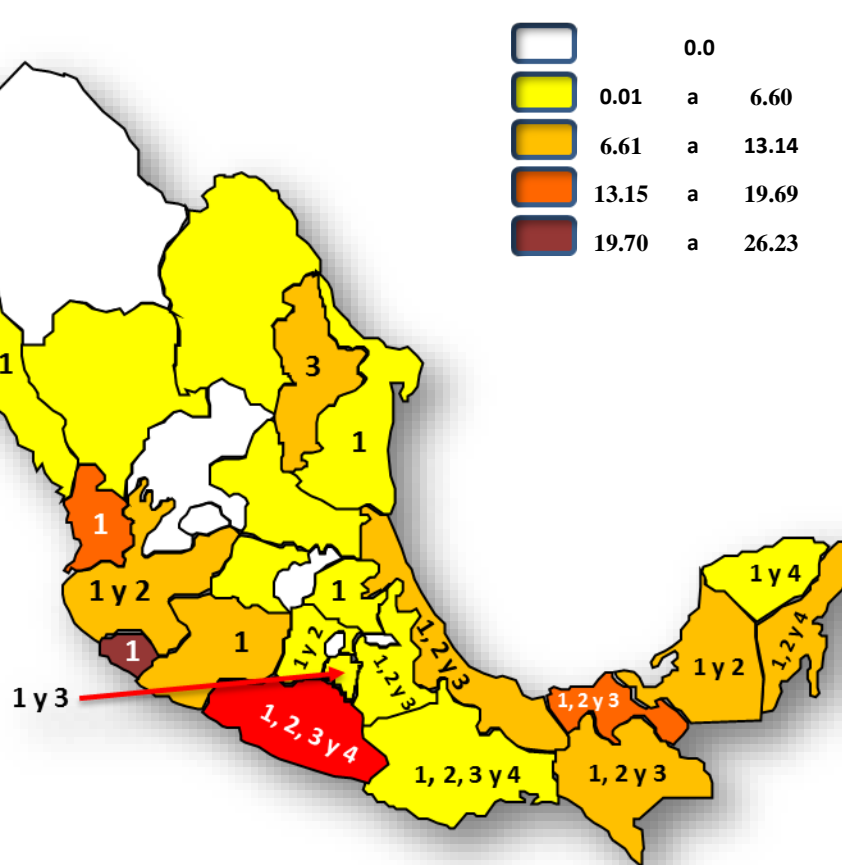 0.0
0.01 a 6.60
6.61 a 13.14
13.15 a 19.69
19.70 a 26.23
1
3
1
1
1 y 2
1
1
1
1 y 2
1, 2 y 3
1, 2 y 3
1 y 3
1, 2, 3 y 4
1, 2, 3 y 4
1, 2 y 3
1, 2 y 3
1 y 2
1 y 4
1, 2 y 4